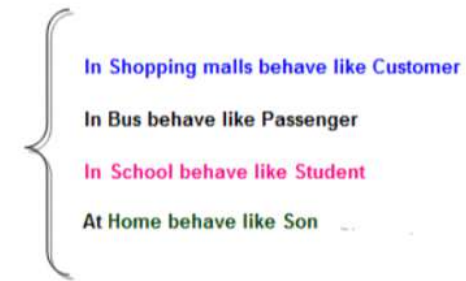 In Shopping malls behave like Customer
In Bus behave like Passenger
In School behave like Student
At Home behave like Son